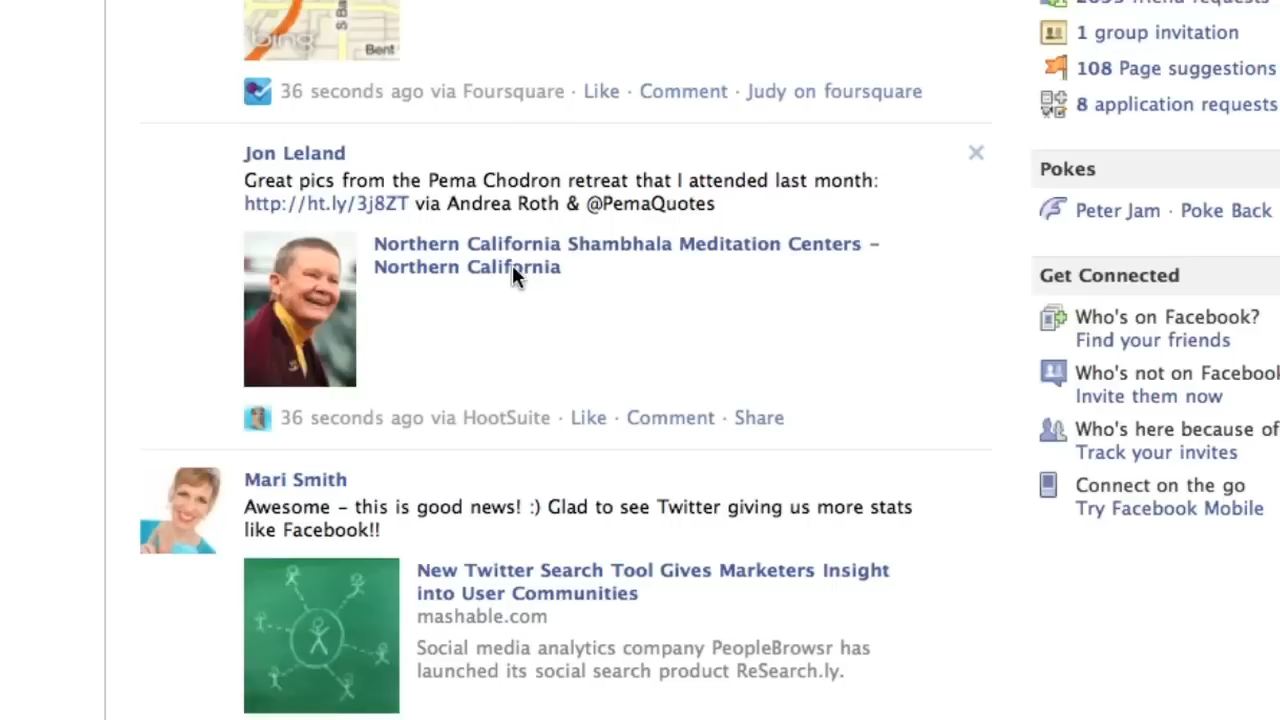 friend requests
S Ba
bing
Bent
1 group invitation
108 Page suggestions
8 application requests
36 seconds ago via Foursquare · Like · Comment · Judy on foursquare
Jon Leland
Great pics from the Pema Chodron retreat that I attended last month:
http://ht.ly/3j8ZT via Andrea Roth & @PemaQuotes
Northern California Shambhala Meditation Centers –
Northern California
36 seconds ago via HootSuite · Like · Comment · Share
Mari Smith
Awesome – this is good news! :) Glad to see Twitter giving us more stats
like Facebook!!
New Twitter Search Tool Gives Marketers Insight
into User Communities
mashable.com
Social media analytics company PeopleBrowsr has
launched its social search product ReSearch.ly.
Pokes
Peter Jam · Poke Back
Get Connected
Who's on Facebook?
Find your friends
Who's not on Facebook
Invite them now
Who's here because of
Track your invites
Connect on the go
Try Facebook Mobile